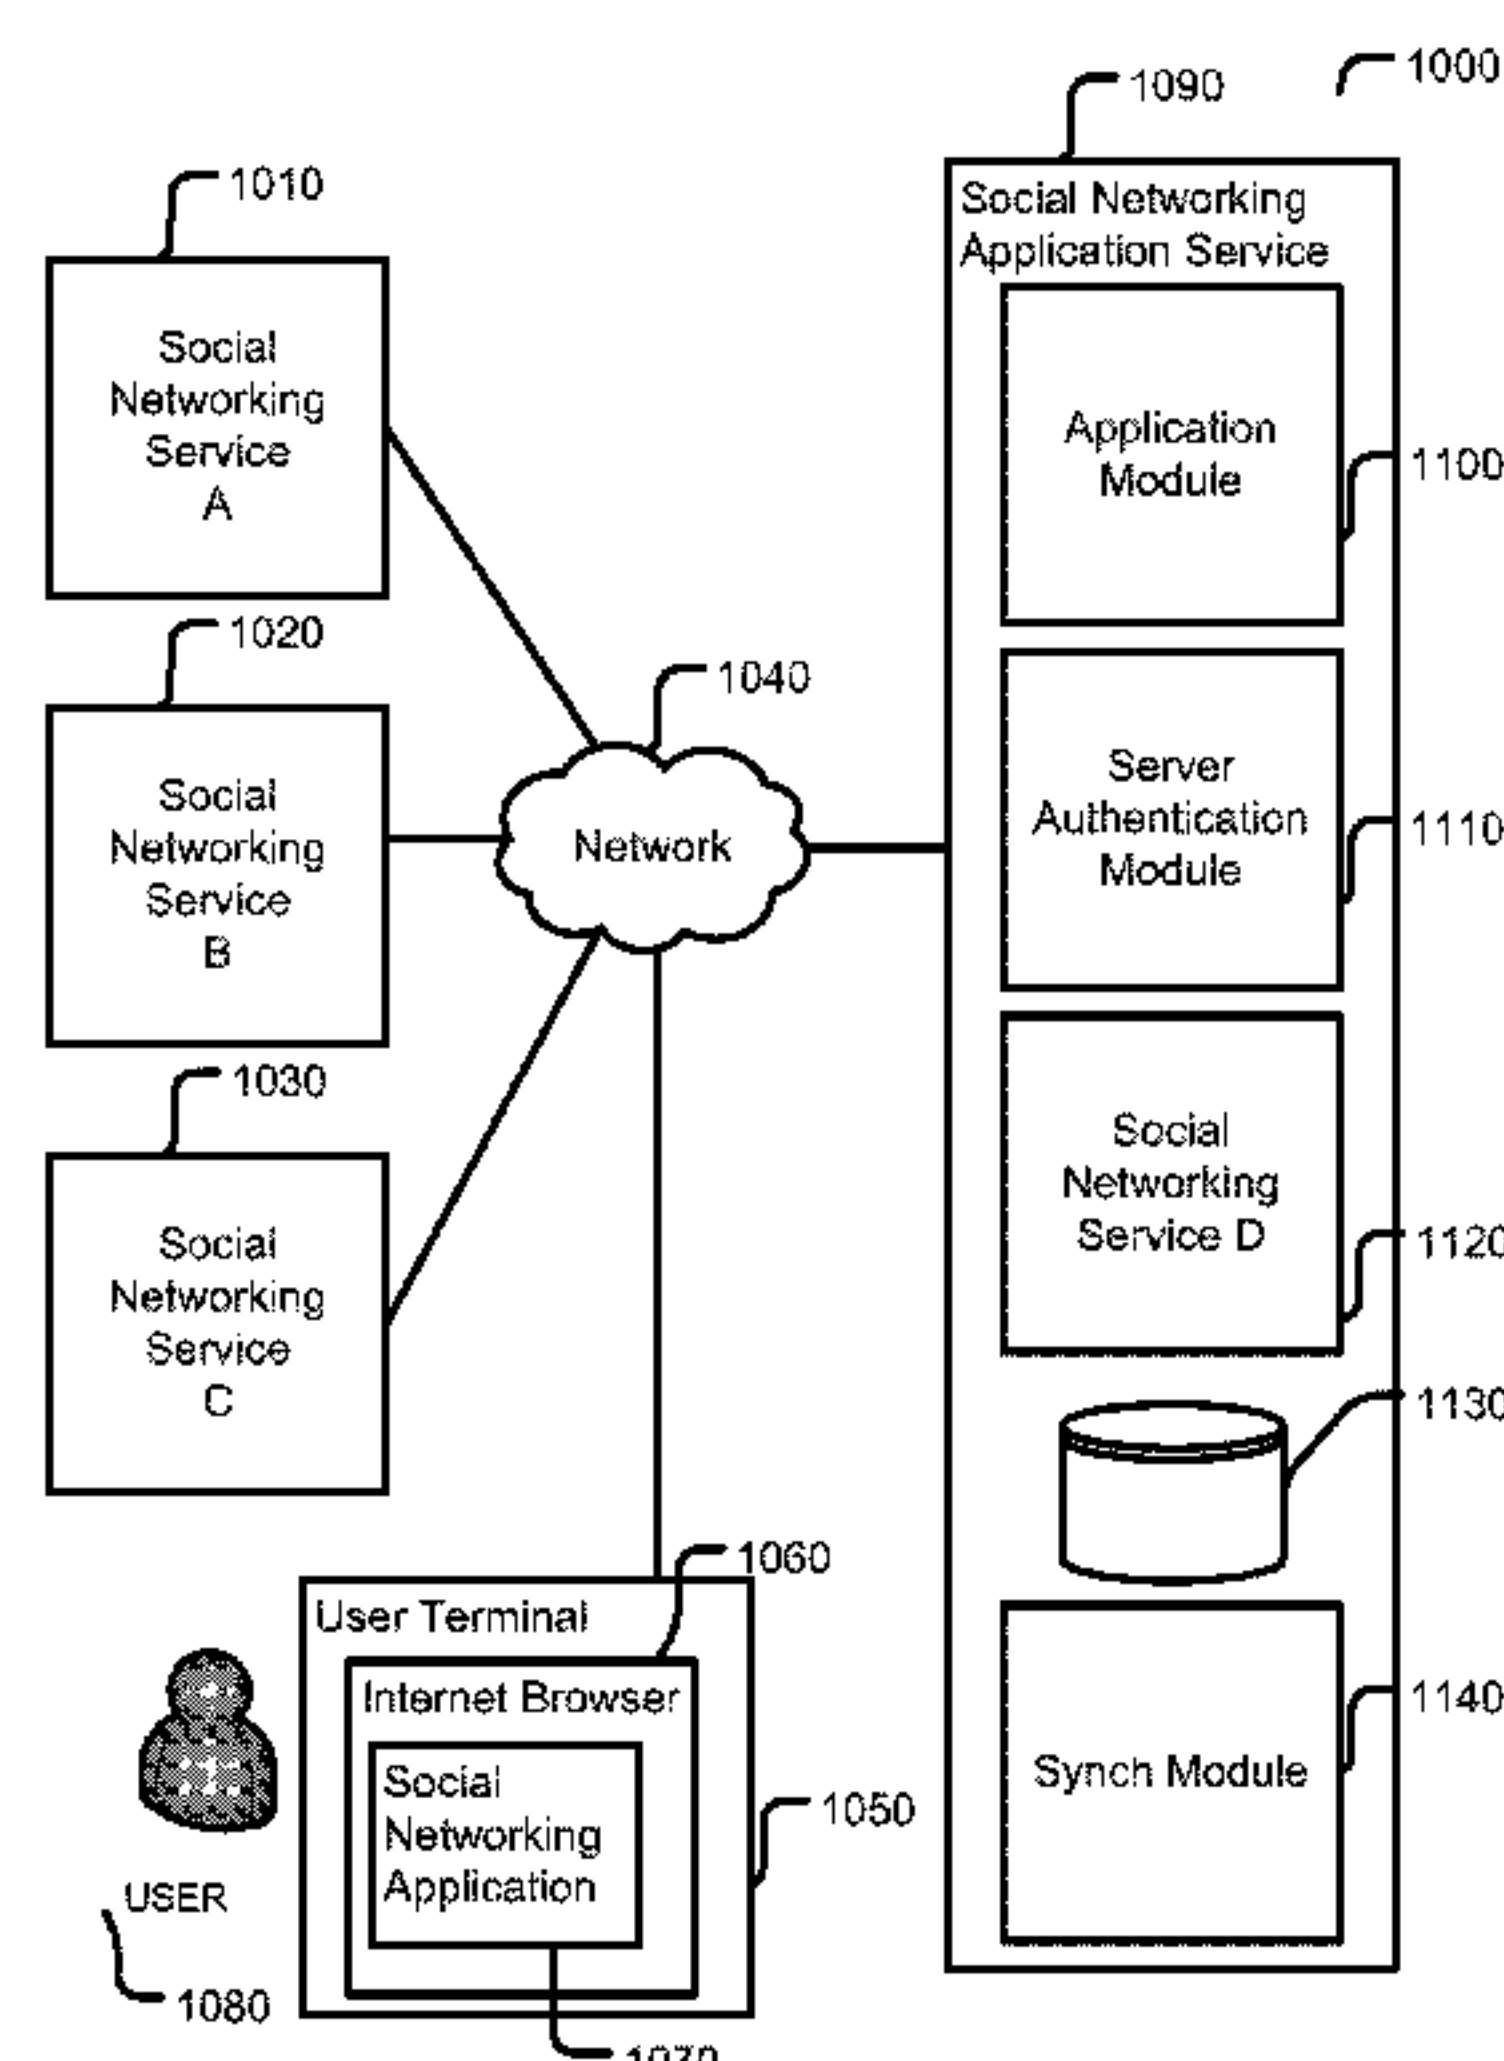 1000
1090
Social Networking
Application Service
1010
Social
Networking
Service
A
Application
Module
1100
1020
Social
Networking
Service
B
1040
Network
Server
Authentication
Module
1110
1030
Social
Networking
Service
C
Social
Networking
Service D
1120
1130
1060
User Terminal
Internet Browser
Social
Networking
Application
1050
Synch Module
1140
USER
1080
1070